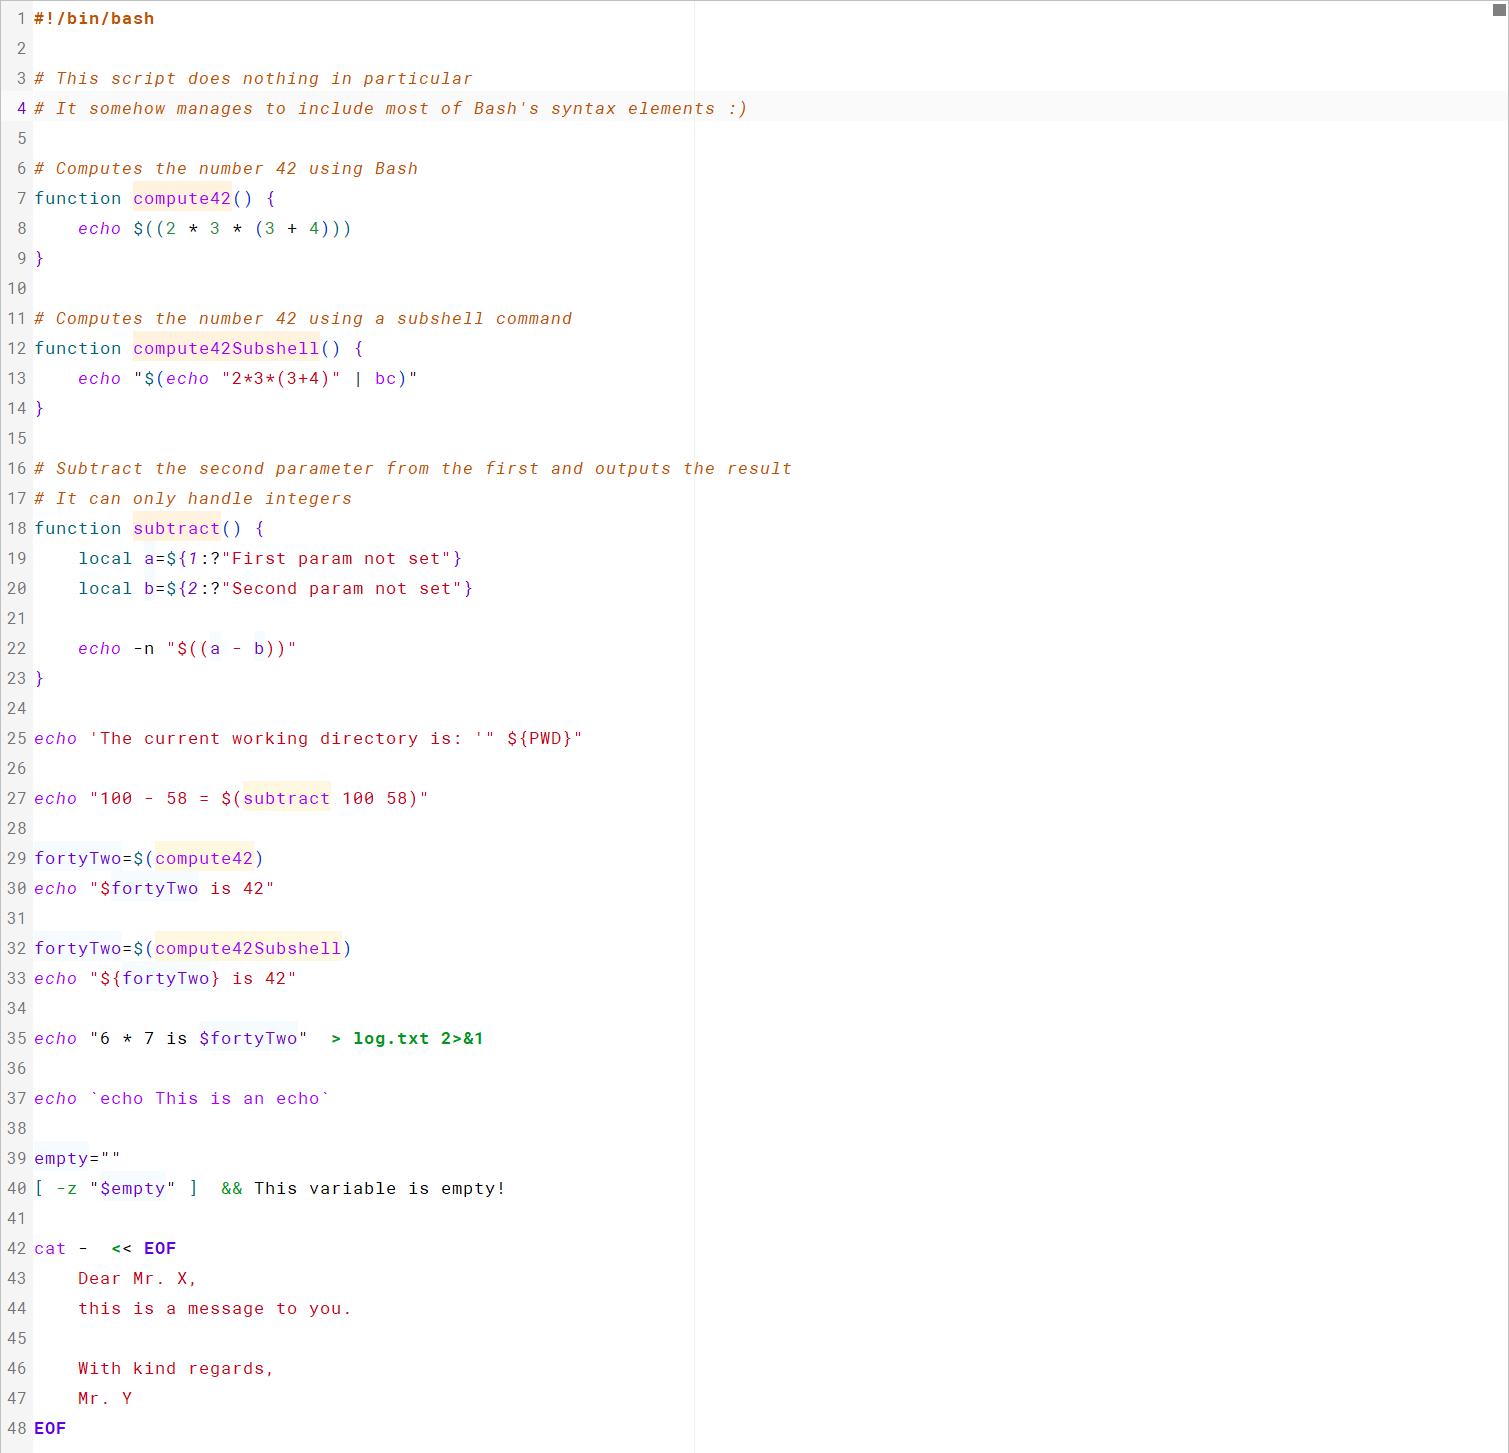 1 #!/bin/bash
2
3 # This script does nothing in particular
4 # It somehow manages to include most of Bash's syntax elements :)
5
6 # Computes the number 42 using Bash
7 function compute42() {
8     echo $((2 * 3 * (3 + 4)))
9 }
10
11 # Computes the number 42 using a subshell command
12 function compute42Subshell() {
13     echo "$(echo "2*3*(3+4)" | bc)"
14 }
15
16 # Subtract the second parameter from the first and outputs the result
17 # It can only handle integers
18 function subtract() {
19     local a=${1:?"First param not set"}
20     local b=${2:?"Second param not set"}
21
22     echo -n "$((a - b))"
23 }
24
25 echo 'The current working directory is: '" ${PWD}"
26
27 echo "100 - 58 = $(subtract 100 58)"
28
29 fortyTwo=$(compute42)
30 echo "$fortyTwo is 42"
31
32 fortyTwo=$(compute42Subshell)
33 echo "${fortyTwo} is 42"
34
35 echo "6 * 7 is $fortyTwo"  > log.txt 2>&1
36
37 echo `echo This is an echo`
38
39 empty=""
40 [ -z "$empty" ]  && This variable is empty!
41
42 cat -  << EOF
43     Dear Mr. X,
44     this is a message to you.
45
46     With kind regards,
47     Mr. Y
48 EOF